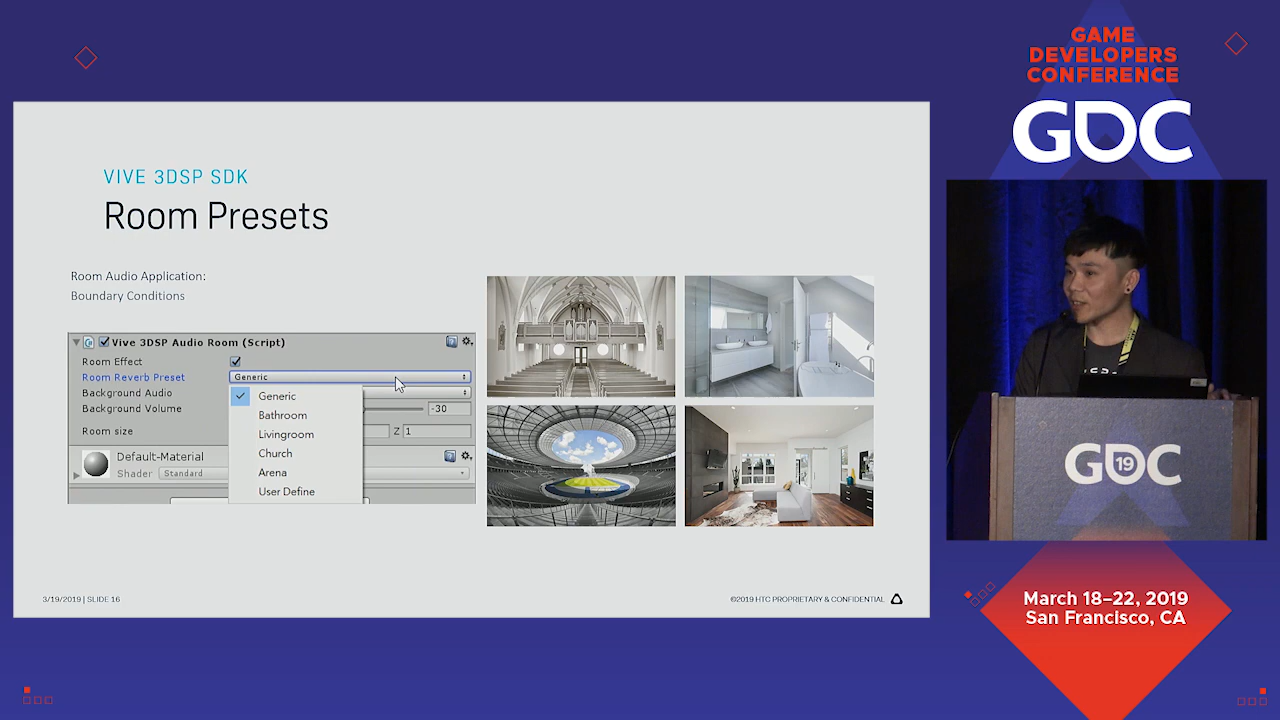 GAME
DEVELOPERS
CONFERENCE
GDC
VIVE 3DSP SDK
Room Presets
Room Audio Application:
Boundary Conditions
Vive 3DSP Audio Room (Script)
Room Effect
Room Reverb Preset
Generic
Background Audio
Background Volume
-30
Room size
Z 1
Generic
Bathroom
Livingroom
Church
Arena
User Define
Default-Material
Shader
Standard
3/19/2019 | SLIDE 16
©2019 HTC PROPRIETARY & CONFIDENTIAL
GDC
19
March 18–22, 2019
San Francisco, CA